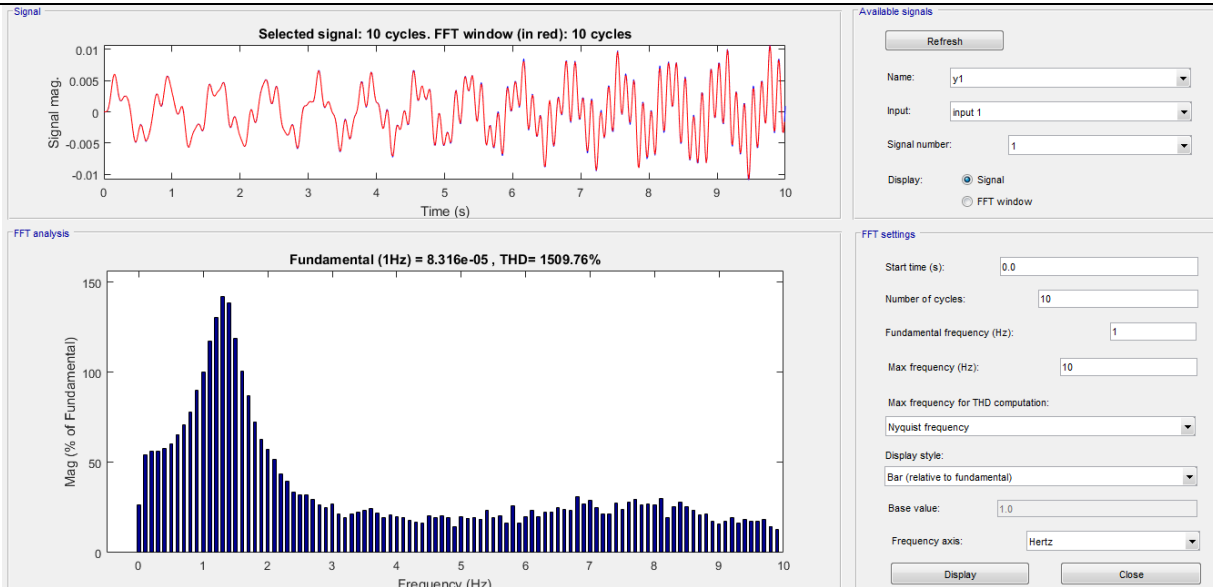 Signal
Selected signal: 10 cycles. FFT window (in red): 10 cycles
0.01
0.005
0
-0.005
-0.01
Signal mag.
0 1 2 3 4 5 6 7 8 9 10
Time (s)
FFT analysis
Fundamental (1Hz) = 8.316e-05 , THD= 1509.76%
150
100
50
0
Mag (% of Fundamental)
0 1 2 3 4 5 6 7 8 9 10
Frequency (Hz)
Available signals
Refresh
Name: y1
Input: input 1
Signal number: 1
Display: Signal
FFT window
FFT settings
Start time (s): 0.0
Number of cycles: 10
Fundamental frequency (Hz): 1
Max frequency (Hz): 10
Max frequency for THD computation:
Nyquist frequency
Display style:
Bar (relative to fundamental)
Base value: 1.0
Frequency axis: Hertz
Display Close